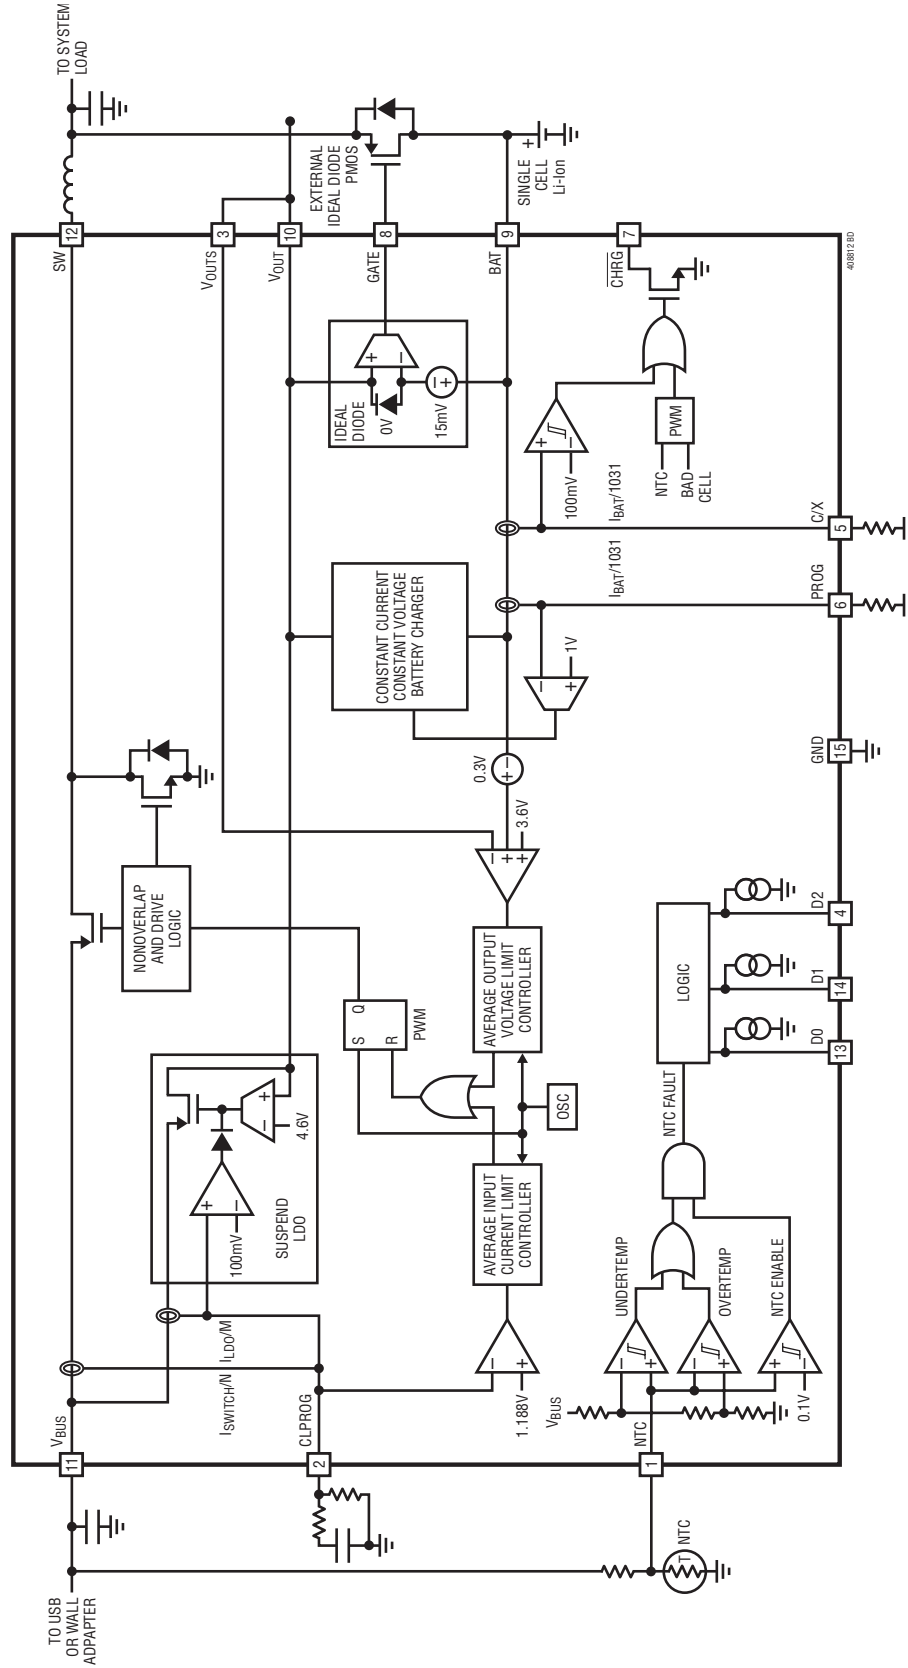 TO USB
OR WALL
ADPAPTER
11
VBUS
ISWITCH/N
ILDO/M
CLPROG
2
100mV
+
−
SUSPEND
LDO
−
+
4.6V
NONOVERLAP
AND DRIVE
LOGIC
S
Q
R
PWM
1.188V
−
+
AVERAGE INPUT
CURRENT LIMIT
CONTROLLER
OSC
AVERAGE OUTPUT
VOLTAGE LIMIT
CONTROLLER
−
+
+
3.6V
0.3V
+
−
CONSTANT CURRENT
CONSTANT VOLTAGE
BATTERY CHARGER
−
+
1V
IDEAL
DIODE
0V
+
−
15mV
−
+
SW
12
TO SYSTEM
LOAD
VOUTS
3
VOUT
10
GATE
8
EXTERNAL
IDEAL DIODE
PMOS
BAT
9
SINGLE
CELL
Li-Ion
+
CHRG
7
100mV
+
−
NTC
BAD
CELL
PWM
IBAT/1031
IBAT/1031
C/X
5
PROG
6
GND
15
D2
4
D1
14
D0
13
LOGIC
NTC FAULT
UNDERTEMP
OVERTEMP
NTC ENABLE
VBUS
−
+
−
+
+
−
0.1V
NTC
1
T
NTC
408812 BD